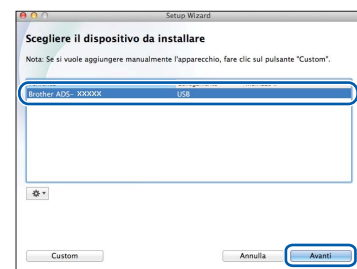 Setup Wizard
Scegliere il dispositivo da installare
Nota: Se si vuole aggiungere manualmente l'apparecchio, fare clic sul pulsante "Custom".
Brother ADS- XXXXX USB
Custom Annulla Avanti